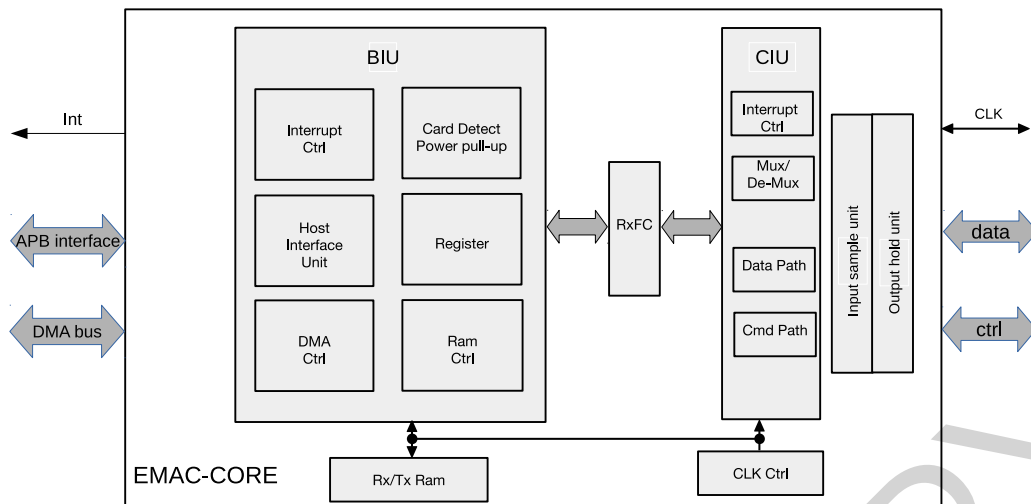 BIU
CIU
Interrupt
Ctrl
Card Detect
Power pull-up
Interrupt
Ctrl
Int
CLK
Mux/
De-Mux
Host
Interface
Unit
Register
RxFC
APB interface
data
Data Path
Input sample unit
Output hold unit
DMA bus
DMA
Ctrl
Ram
Ctrl
Cmd Path
ctrl
EMAC-CORE
Rx/Tx Ram
CLK Ctrl